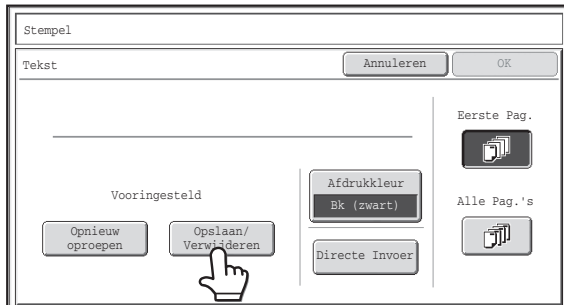 Stempel
Tekst
Annuleren
OK
Eerste Pag.
Vooringesteld
Afdrukkleur
Bk (zwart)
Alle Pag.'s
Opnieuw
oproepen
Opslaan/
Verwijderen
Directe Invoer